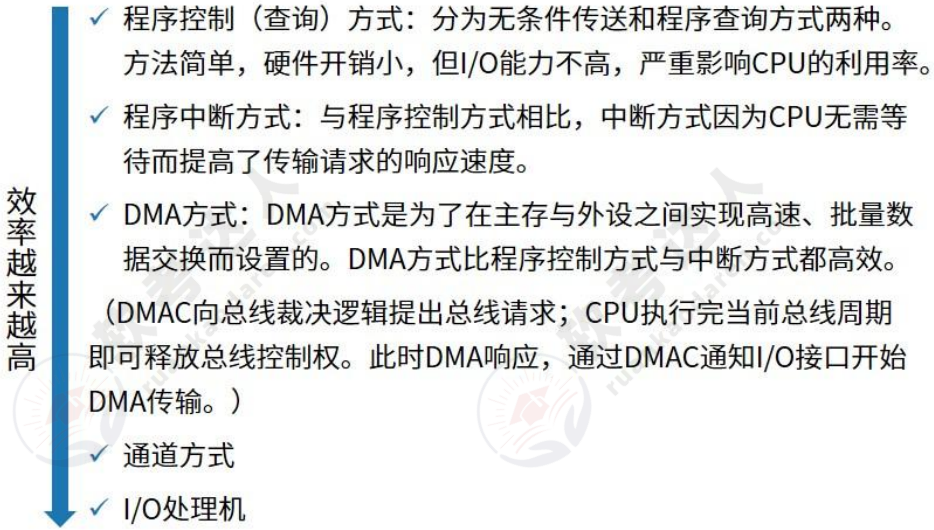 效率越来越高
✓ 程序控制（查询）方式：分为无条件传送和程序查询方式两种。
方法简单，硬件开销小，但I/O能力不高，严重影响CPU的利用率。
✓ 程序中断方式：与程序控制方式相比，中断方式因为CPU无需等
待而提高了传输请求的响应速度。
✓ DMA方式：DMA方式是为了在主存与外设之间实现高速、批量数
据交换而设置的。DMA方式比程序控制方式与中断方式都高效。
（DMAC向总线裁决逻辑提出总线请求；CPU执行完当前总线周期
即可释放总线控制权。此时DMA响应，通过DMAC通知I/O接口开始
DMA传输。）
✓ 通道方式
✓ I/O处理机
软考达人
软考达人